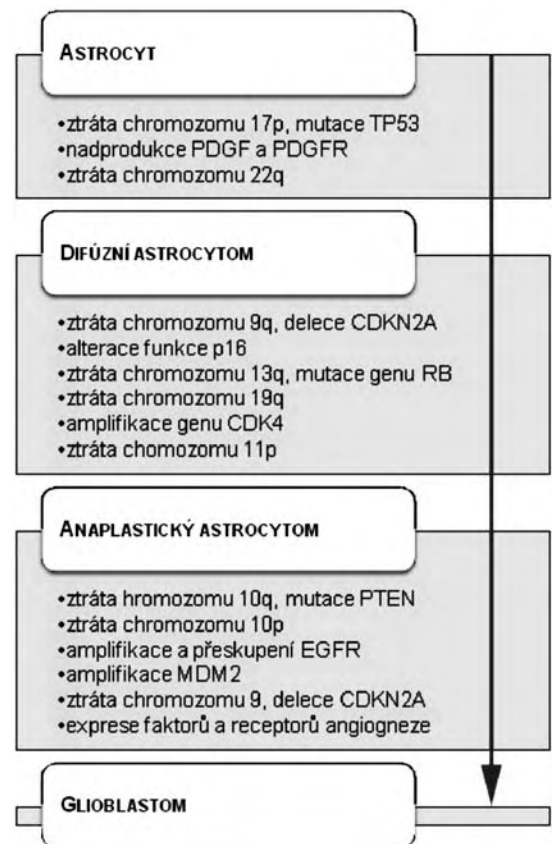 ASTROCYT
•ztráta chromozomu 17p, mutace TP53
•nadprodukce PDGF a PDGFR
•ztráta chromozomu 22q
DIFÚZNÍ ASTROCYTOM
•ztráta chromozomu 9q, delece CDKN2A
•alterace funkce p16
•ztráta chromozomu 13q, mutace genu RB
•ztráta chromozomu 19q
•amplifikace genu CDK4
•ztráta chomozomu 11p
ANAPLASTICKÝ ASTROCYTOM
•ztráta hromozomu 10q, mutace PTEN
•ztráta chromozomu 10p
•amplifikace a přeskupení EGFR
•amplifikace MDM2
•ztráta chromozomu 9, delece CDKN2A
•exprese faktorů a receptorů angiogneze
GLIOBLASTOM